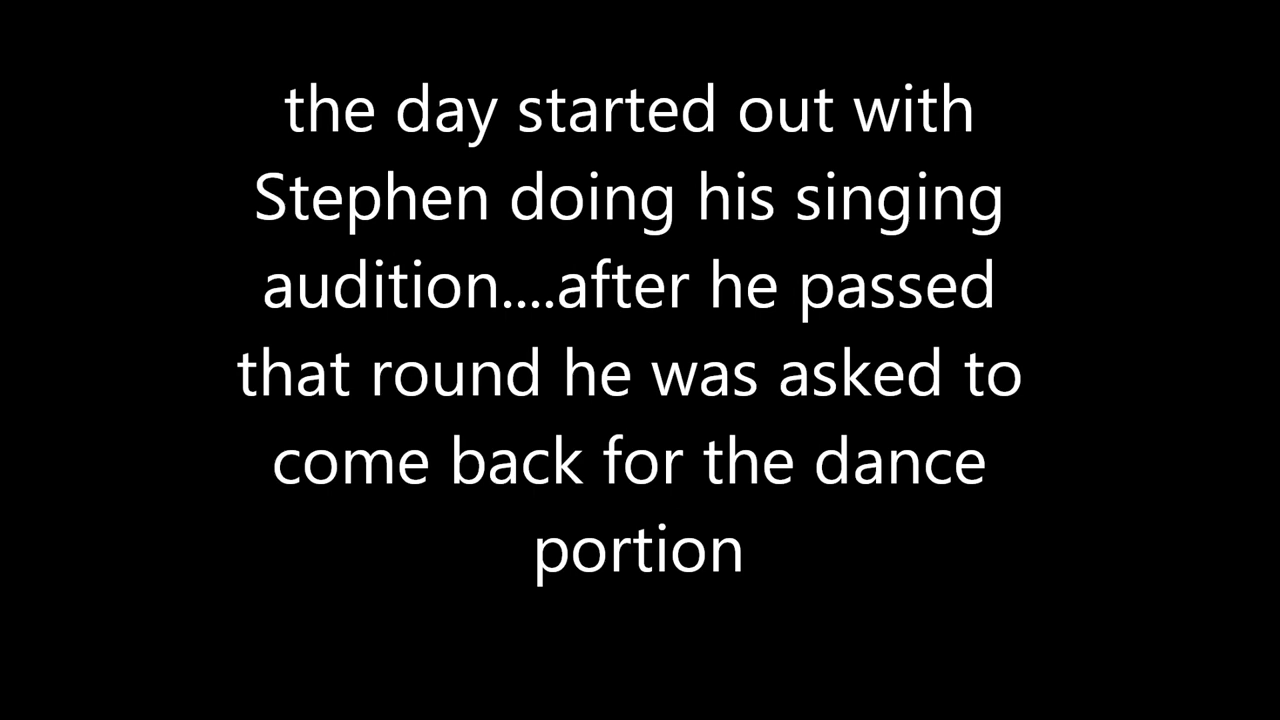 the day started out with
Stephen doing his singing
audition....after he passed
that round he was asked to
come back for the dance
portion